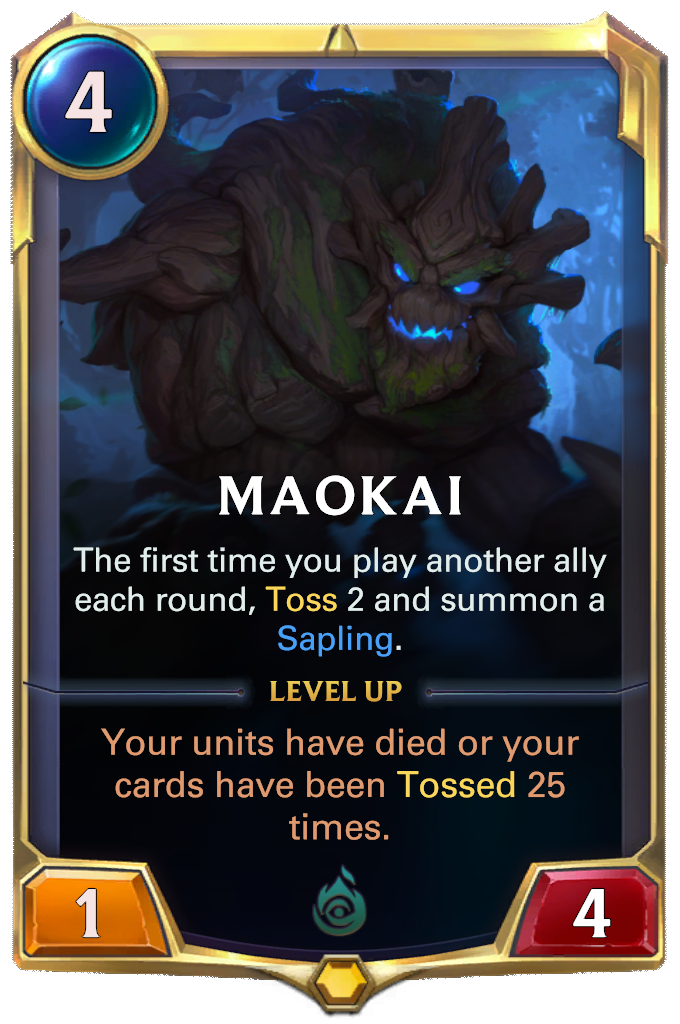 4
MAOKAI
The first time you play another ally
each round, Toss 2 and summon a
Sapling.
LEVEL UP
Your units have died or your
cards have been Tossed 25
times.
1
4